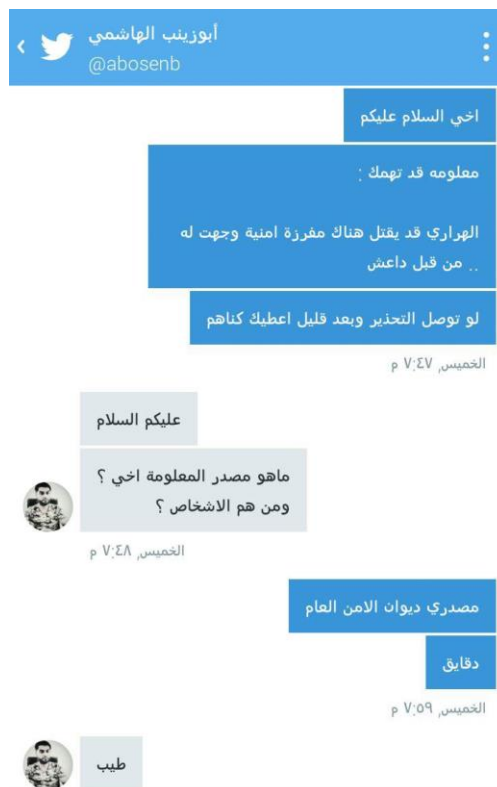 أبوزينب الهاشمي
@abosenb
اخي السلام عليكم
معلومه قد تهمك :
الهراري قد يقتل هناك مفرزة امنية وجهت له
من قبل داعش ..
لو توصل التحذير وبعد قليل اعطيك كناهم
الخميس, ٧:٤٧ م
عليكم السلام
ماهو مصدر المعلومة اخي ؟
ومن هم الاشخاص ؟
الخميس, ٧:٤٨ م
مصدري ديوان الامن العام
دقايق
الخميس, ٧:٥٩ م
طيب